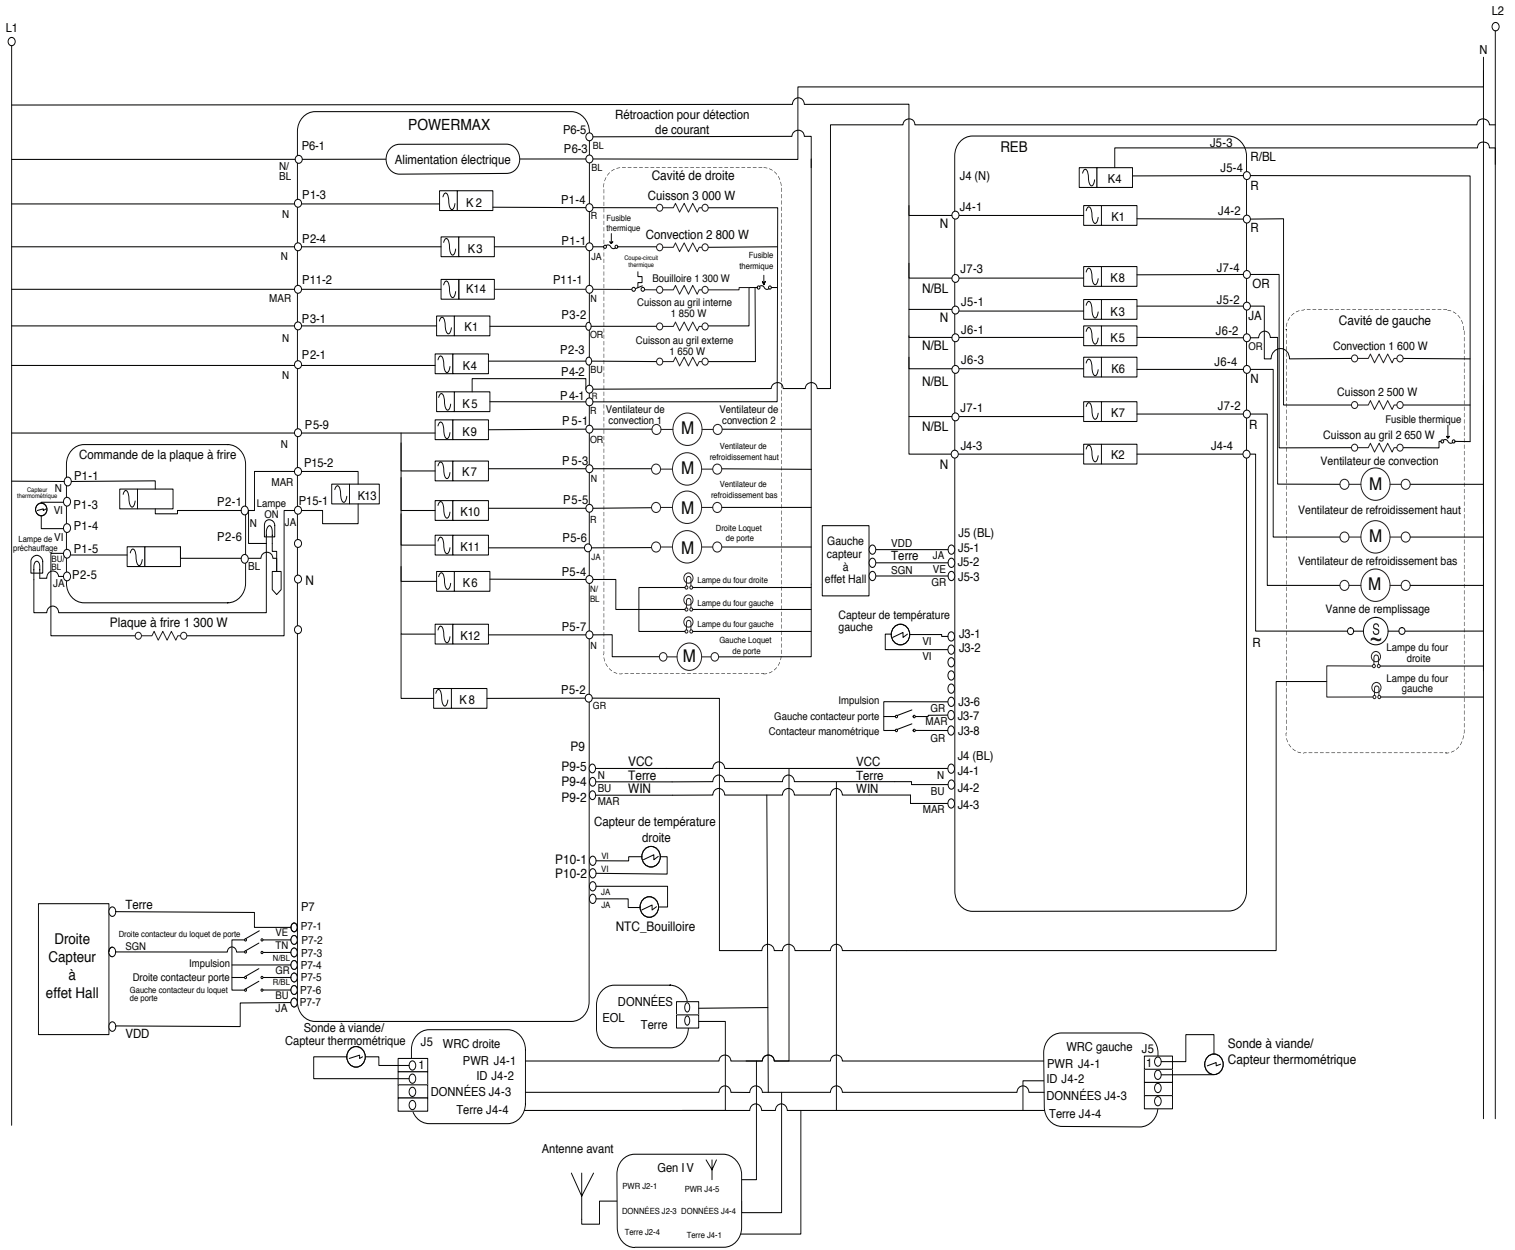 L1
L2
N
POWERMAX
P6-1
N/
BL
Alimentation électrique
P6-5
BL
P6-3
BL
Rétroaction pour détection
de courant
P1-3
N
K2
P1-4
R
P2-4
N
K3
P1-1
JA
P11-2
MAR
K14
P11-1
N
P3-1
N
K1
P3-2
OR
P2-1
N
K4
P2-3
BU
P4-2
R
K5
P4-1
R
P5-9
N
K9
P5-1
OR
K7
P5-3
N
K10
P5-5
R
K11
P5-6
JA
K6
P5-4
N/
BL
K12
P5-7
N
K8
P5-2
GR
P15-2
MAR
K13
P15-1
JA
N
Cavité de droite
Cuisson 3 000 W
Fusible
thermique
Convection 2 800 W
Coupe-circuit
thermique
Fusible
thermique
Bouilloire 1 300 W
Cuisson au gril interne
1 850 W
Cuisson au gril externe
1 650 W
Ventilateur de
convection 1
Ventilateur de
convection 2
M
Ventilateur de
refroidissement haut
M
Ventilateur de
refroidissement bas
M
Droite Loquet
de porte
M
Lampe du four droite
Lampe du four gauche
Lampe du four gauche
Gauche Loquet
de porte
M
Commande de la plaque à frire
P1-1
N
Capteur
thermométrique
P1-3
VI
P1-4
VI
Lampe de
préchauffage
P1-5
BU/
BL
P2-5
JA
P2-1
N
Lampe
ON
P2-6
BL
Plaque à frire 1 300 W
REB
J5-3
R/BL
J4 (N)
K4
J5-4
R
J4-1
N
K1
J4-2
R
J7-3
N/BL
K8
J7-4
OR
J5-1
N
K3
J5-2
JA
J6-1
N/BL
K5
J6-2
OR
J6-3
N/BL
K6
J6-4
N
J7-1
N/BL
K7
J7-2
R
J4-3
N
K2
J4-4
R
Cavité de gauche
Convection 1 600 W
Cuisson 2 500 W
Fusible thermique
Cuisson au gril 2 650 W
Ventilateur de convection
M
Ventilateur de refroidissement haut
M
Ventilateur de refroidissement bas
M
Vanne de remplissage
S
Lampe du four
droite
Lampe du four
gauche
Gauche
capteur
à
effet Hall
VDD
Terre
SGN
JA
VE
GR
J5 (BL)
J5-1
J5-2
J5-3
Capteur de température
gauche
VI
VI
J3-1
J3-2
Impulsion
Gauche contacteur porte
Contacteur manométrique
GR
MAR
GR
J3-6
J3-7
J3-8
P9
P9-5
P9-4
P9-2
N
BU
MAR
VCC
Terre
WIN
VCC
Terre
WIN
N
BU
MAR
J4 (BL)
J4-1
J4-2
J4-3
Capteur de température
droite
P10-1
P10-2
VI
VI
JA
JA
NTC_Bouilloire
Droite
Capteur
à
effet Hall
Terre
SGN
VDD
Droite contacteur du loquet de porte
Impulsion
Droite contacteur porte
Gauche contacteur du loquet
de porte
VE
TN
N/BL
GR
R/BL
BU
JA
P7
P7-1
P7-2
P7-3
P7-4
P7-5
P7-6
P7-7
DONNÉES
EOL
Terre
0
0
Sonde à viande/
Capteur thermométrique
J5
WRC droite
01
0
0
0
PWR J4-1
ID J4-2
DONNÉES J4-3
Terre J4-4
WRC gauche
J5
PWR J4-1
ID J4-2
DONNÉES J4-3
Terre J4-4
10
0
0
0
Sonde à viande/
Capteur thermométrique
Antenne avant
Gen IV
PWR J2-1
PWR J4-5
DONNÉES J2-3
DONNÉES J4-4
Terre J2-4
Terre J4-1